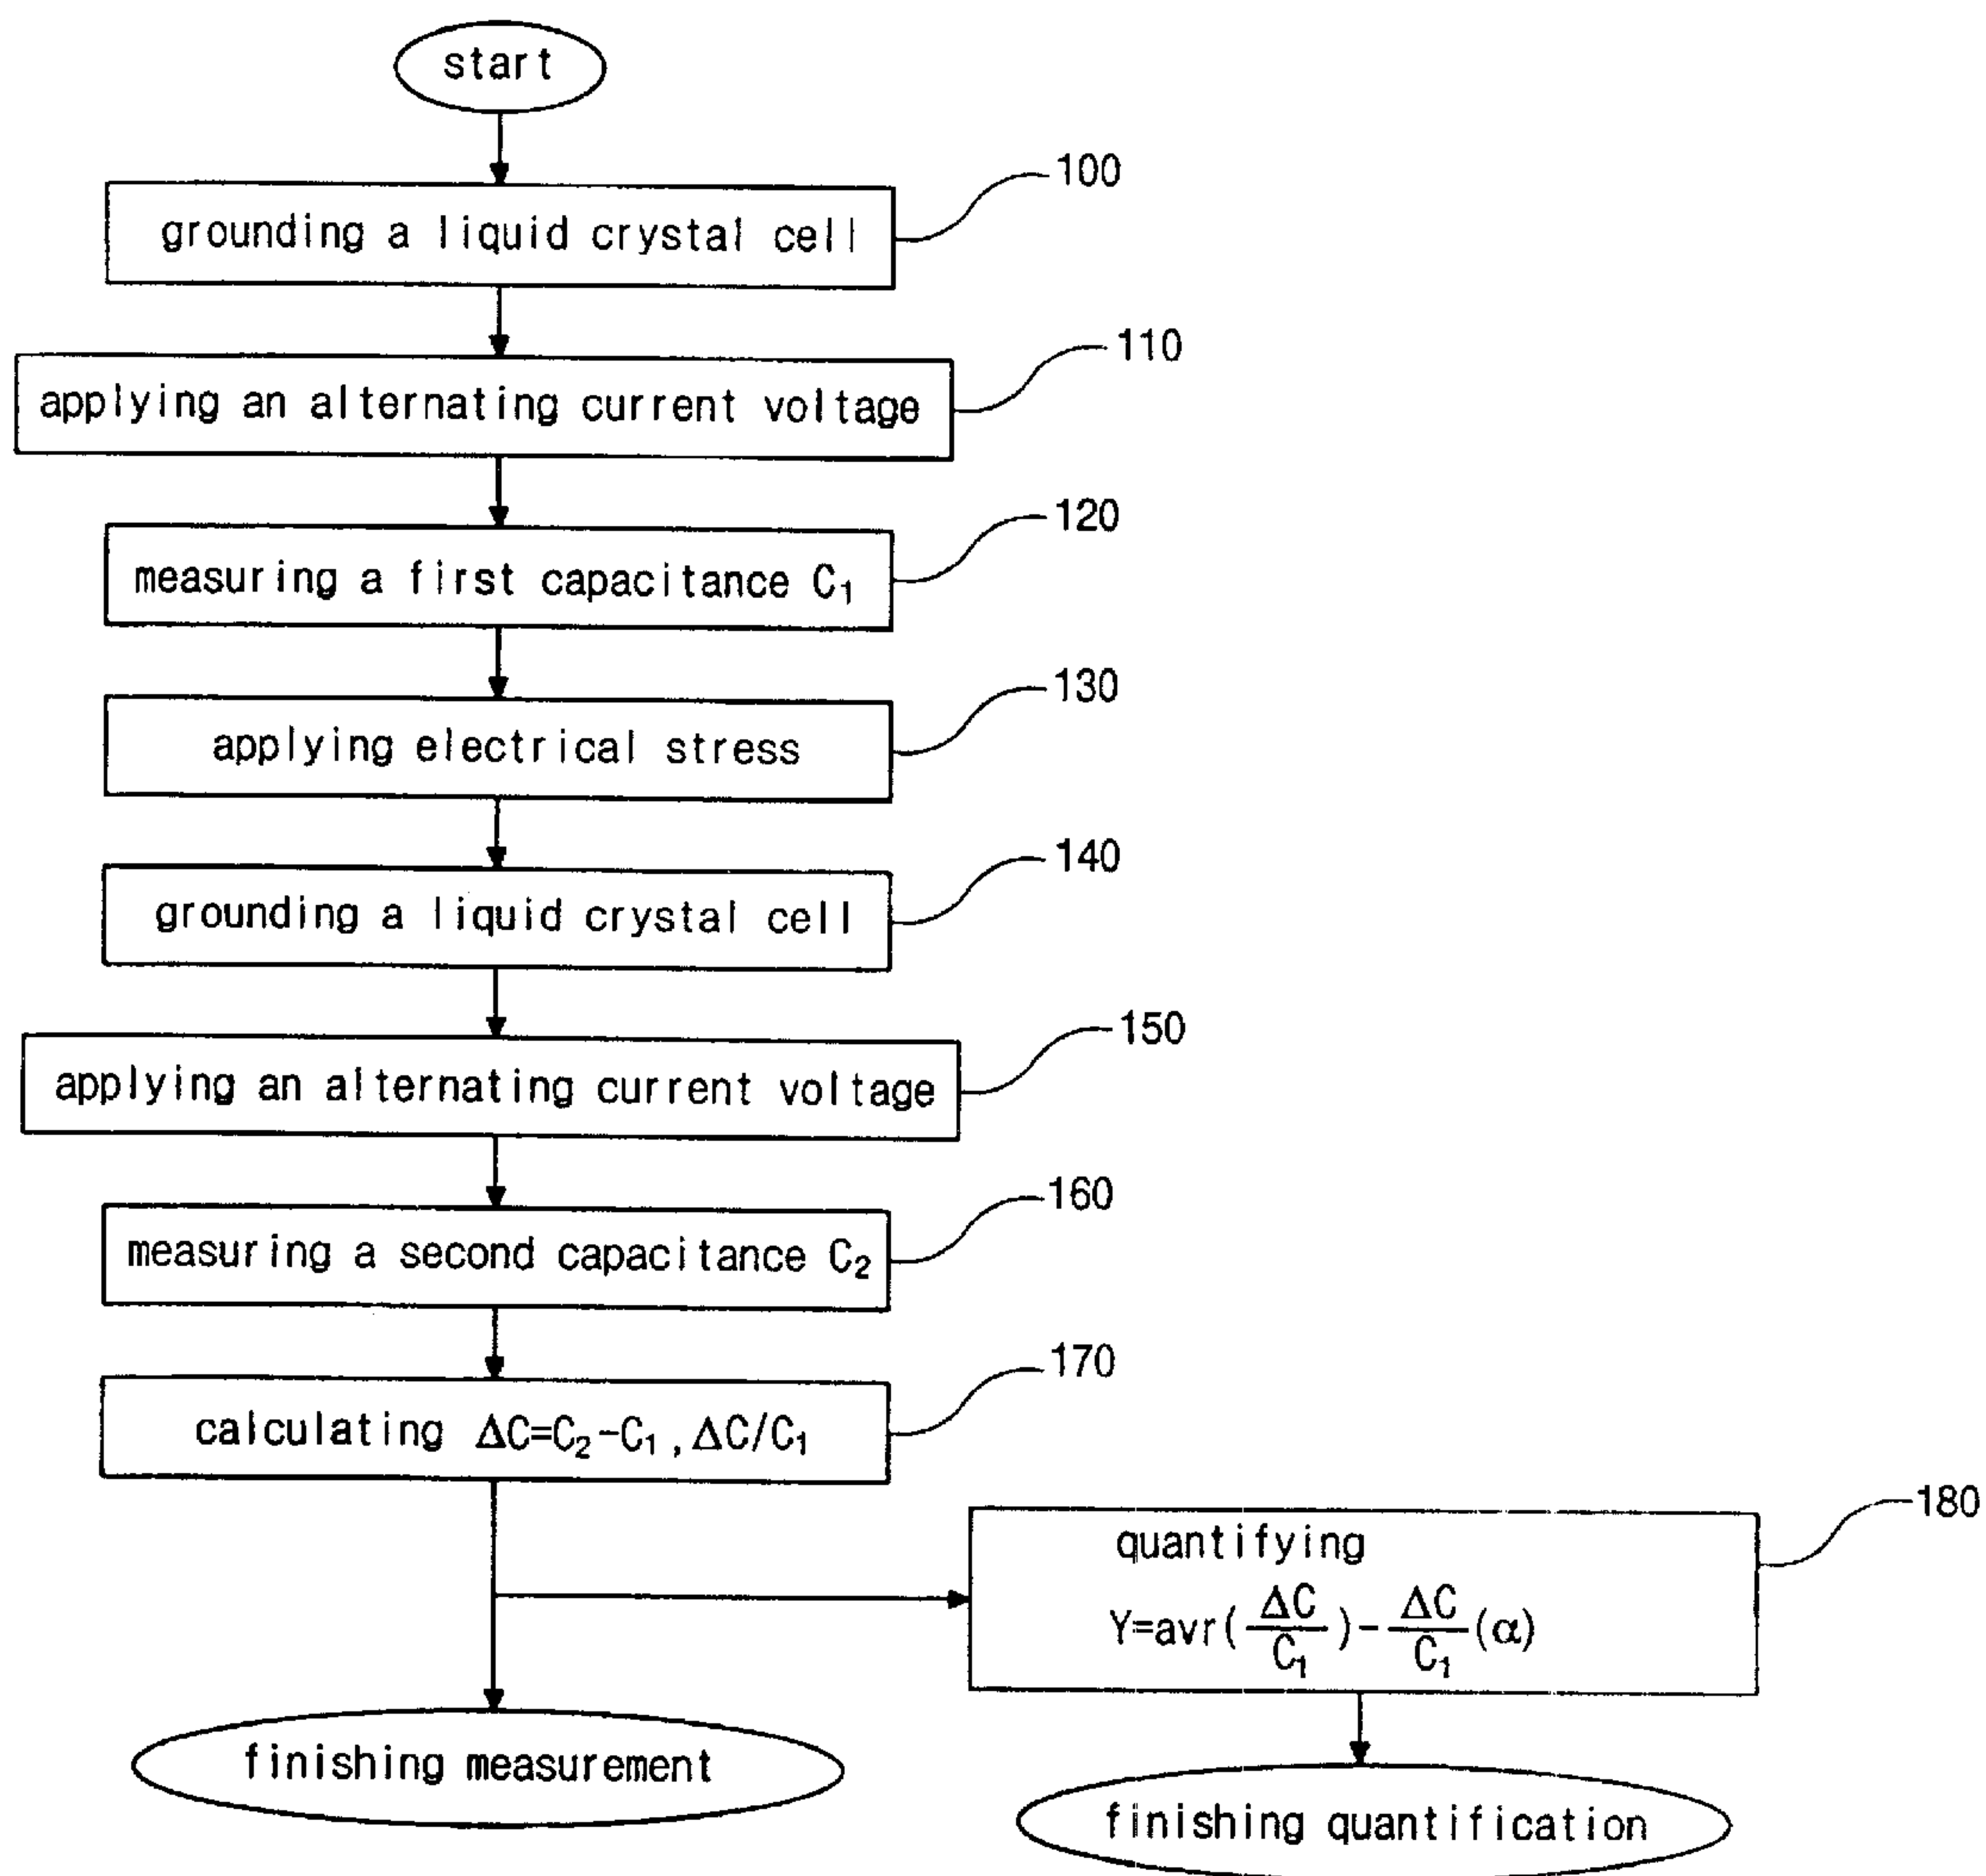 start
100
grounding a liquid crystal cell
110
applying an alternating current voltage
120
measuring a first capacitance C₁
130
applying electrical stress
140
grounding a liquid crystal cell
150
applying an alternating current voltage
160
measuring a second capacitance C₂
170
calculating ΔC=C₂-C₁,ΔC/C₁
180
quantifying
Y=avr(ΔC/C₁)-ΔC/C₁(α)
finishing measurement
finishing quantification